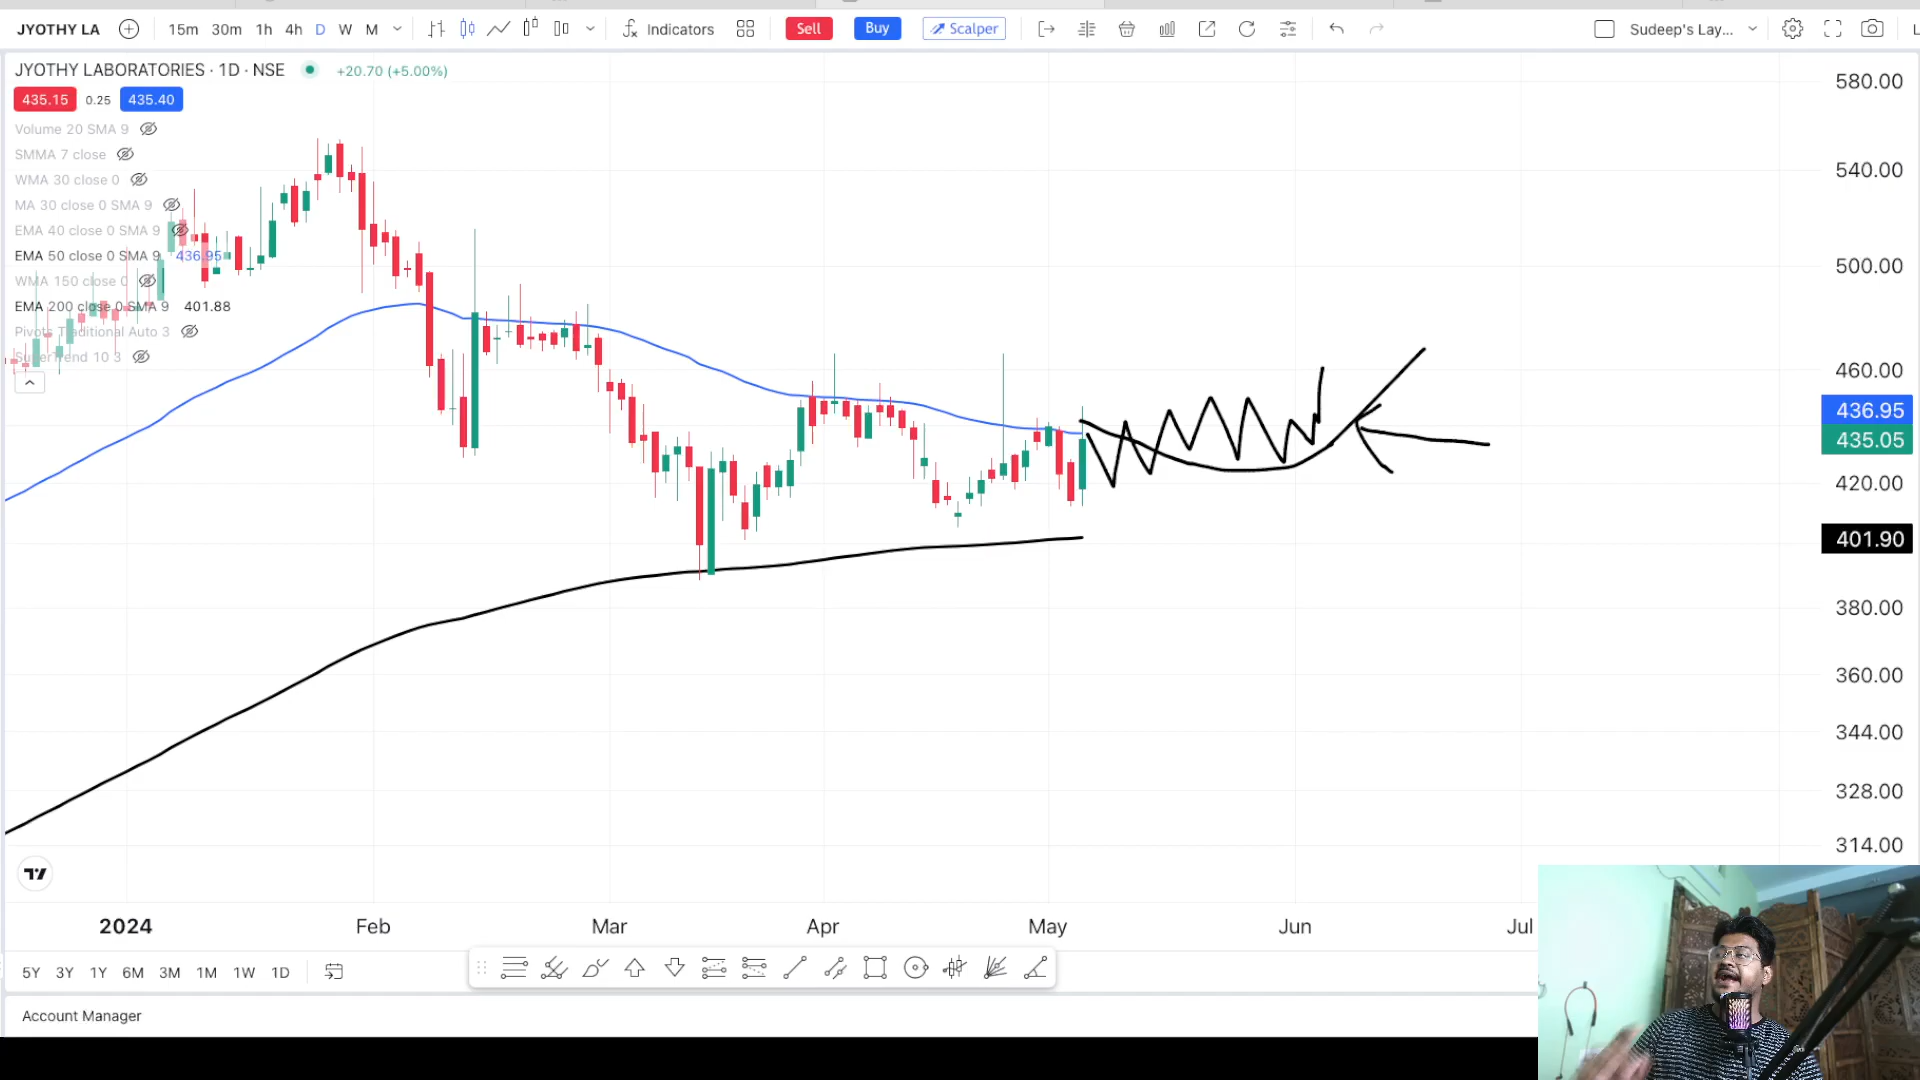 JYOTHY LA 15m 30m 1h 4h D W M Indicators Sell Buy Scalper Sudeep's Lay... L
JYOTHY LABORATORIES · 1D · NSE +20.70 (+5.00%)
435.15 0.25 435.40
Volume 20 SMA 9
SMMA 7 close
WMA 30 close 0
MA 30 close 0 SMA 9
EMA 40 close 0 SMA 9
EMA 50 close 0 SMA 9 436.95
WMA 150 close 0
EMA 200 close 0 SMA 9 401.88
Pivots Traditional Auto 3
SuperTrend 10 3
580.00
540.00
500.00
460.00
436.95
435.05
420.00
401.90
380.00
360.00
344.00
328.00
314.00
2024 Feb Mar Apr May Jun Jul
5Y 3Y 1Y 6M 3M 1M 1W 1D
Account Manager